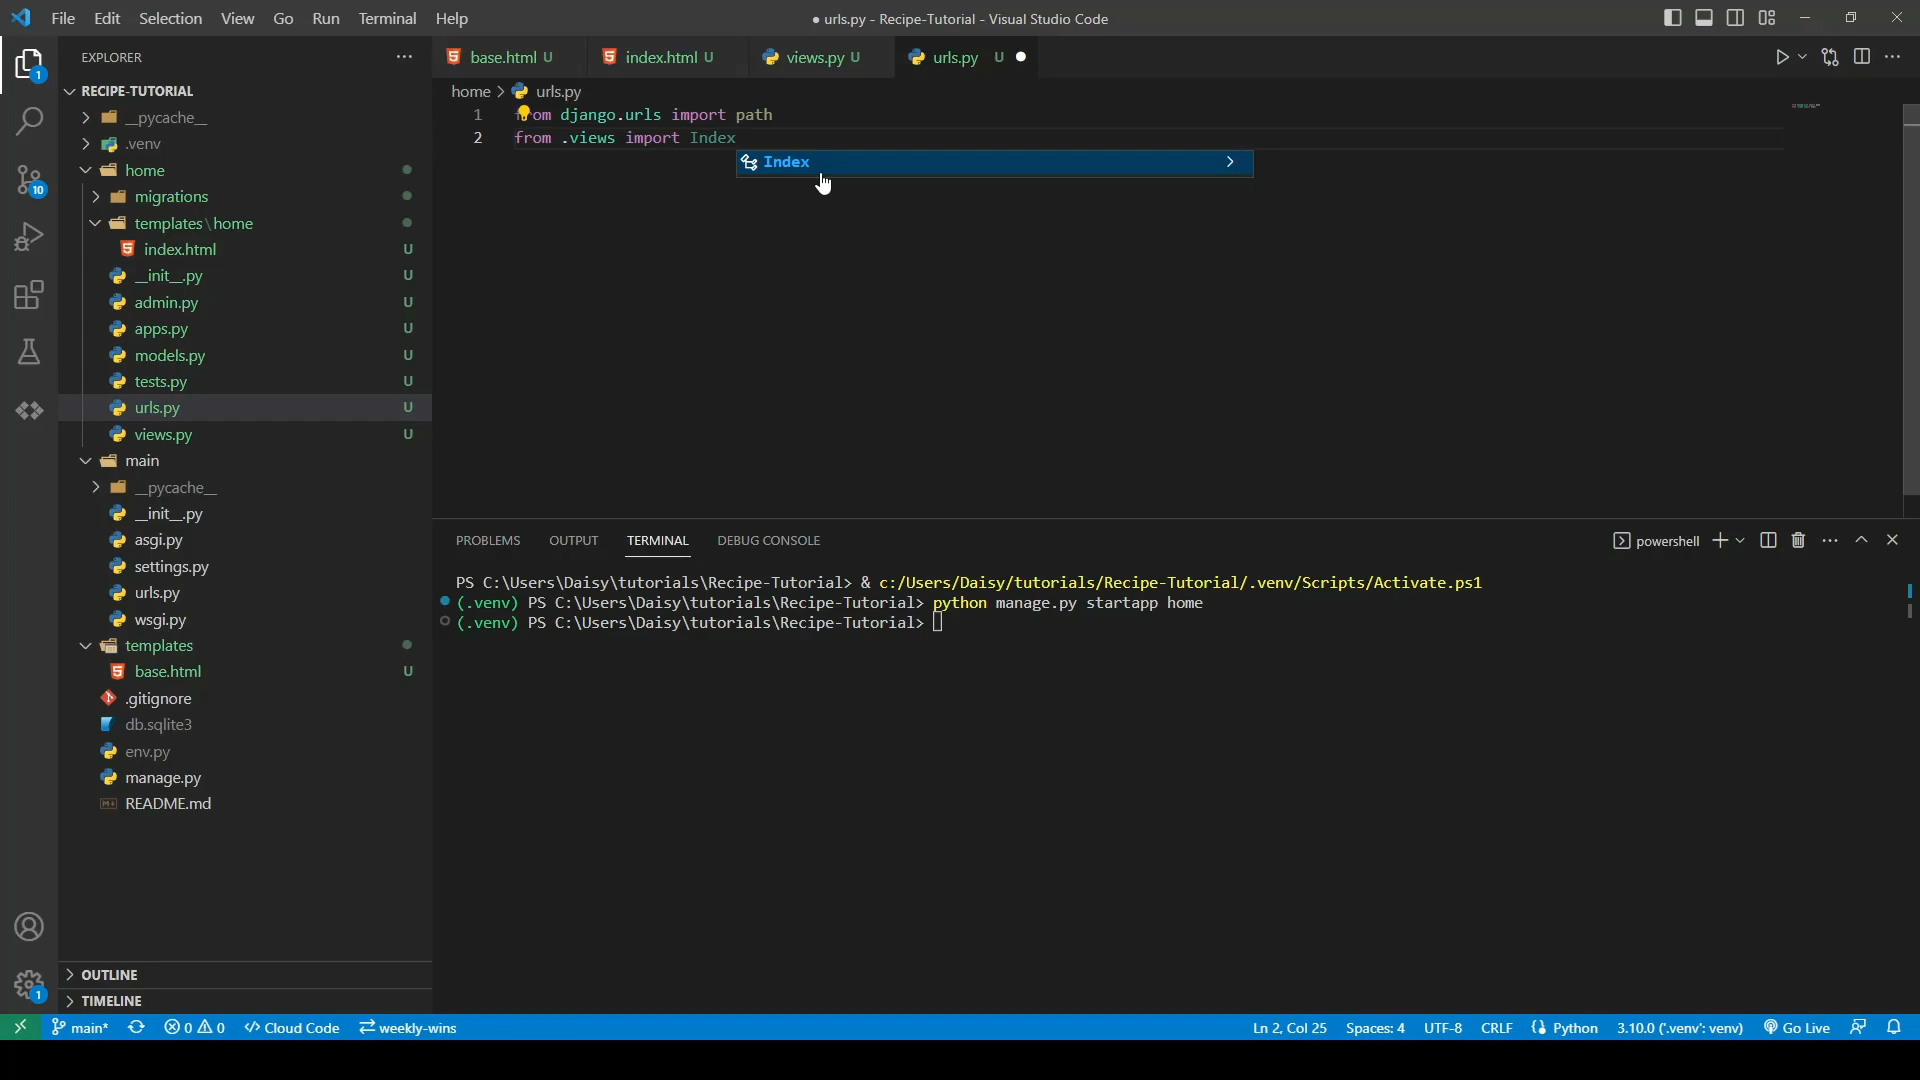 File Edit Selection View Go Run Terminal Help
● urls.py - Recipe-Tutorial - Visual Studio Code
EXPLORER
base.html U
index.html U
views.py U
urls.py U
RECIPE-TUTORIAL
home > urls.py
__pycache__
1 from django.urls import path
.venv
2 from .views import Index
Index
home
migrations
templates\home
index.html U
__init__.py U
admin.py U
apps.py U
models.py U
tests.py U
urls.py U
views.py U
main
__pycache__
__init__.py
asgi.py
settings.py
urls.py
wsgi.py
templates
base.html U
.gitignore
db.sqlite3
env.py
manage.py
README.md
OUTLINE
TIMELINE
1
10
1
PROBLEMS OUTPUT TERMINAL DEBUG CONSOLE
powershell
PS C:\Users\Daisy\tutorials\Recipe-Tutorial> & c:/Users/Daisy/tutorials/Recipe-Tutorial/.venv/Scripts/Activate.ps1
(.venv) PS C:\Users\Daisy\tutorials\Recipe-Tutorial> python manage.py startapp home
(.venv) PS C:\Users\Daisy\tutorials\Recipe-Tutorial>
main* 0 0 Cloud Code weekly-wins
Ln 2, Col 25 Spaces: 4 UTF-8 CRLF Python 3.10.0 ('.venv': venv) Go Live